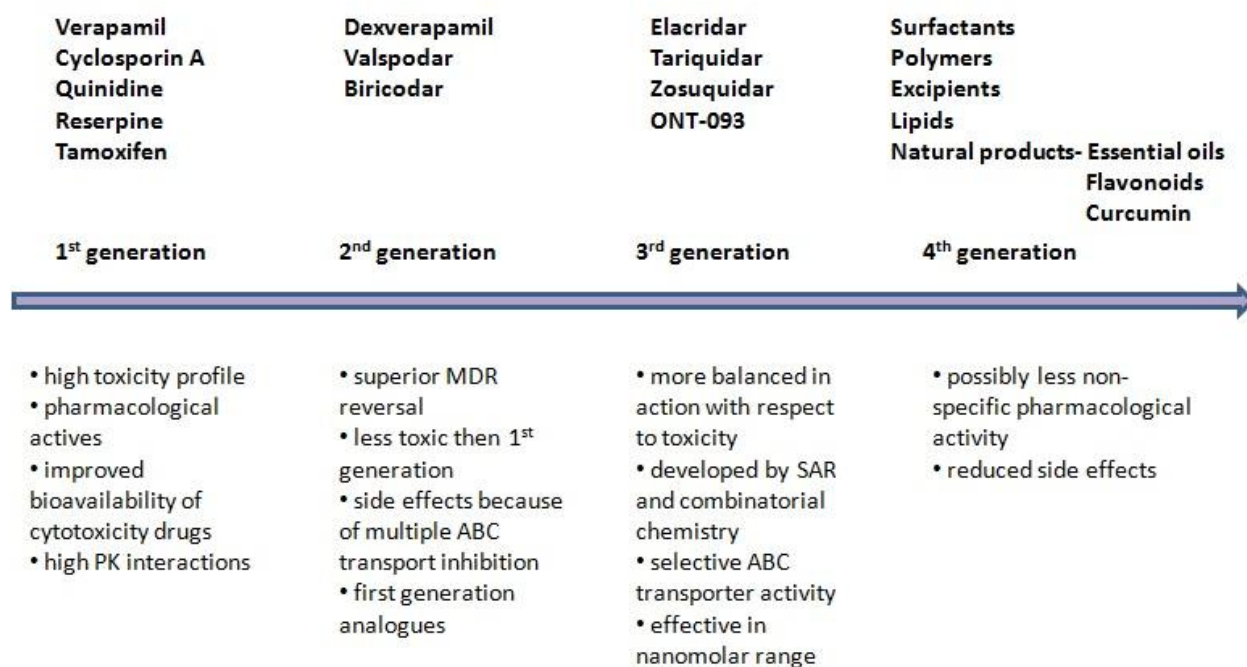 Verapamil
Cyclosporin A
Quinidine
Reserpine
Tamoxifen
1st generation
Dexverapamil
Valspodar
Biricodar
2nd generation
Elacridar
Tariquidar
Zosuquidar
ONT-093
3rd generation
Surfactants
Polymers
Excipients
Lipids
Natural products- Essential oils
Flavonoids
Curcumin
4th generation
• high toxicity profile
• pharmacological
actives
• improved
bioavailability of
cytotoxicity drugs
• high PK interactions
• superior MDR
reversal
• less toxic then 1st
generation
• side effects because
of multiple ABC
transport inhibition
• first generation
analogues
• more balanced in
action with respect
to toxicity
• developed by SAR
and combinatorial
chemistry
• selective ABC
transporter activity
• effective in
nanomolar range
• possibly less non-
specific pharmacological
activity
• reduced side effects